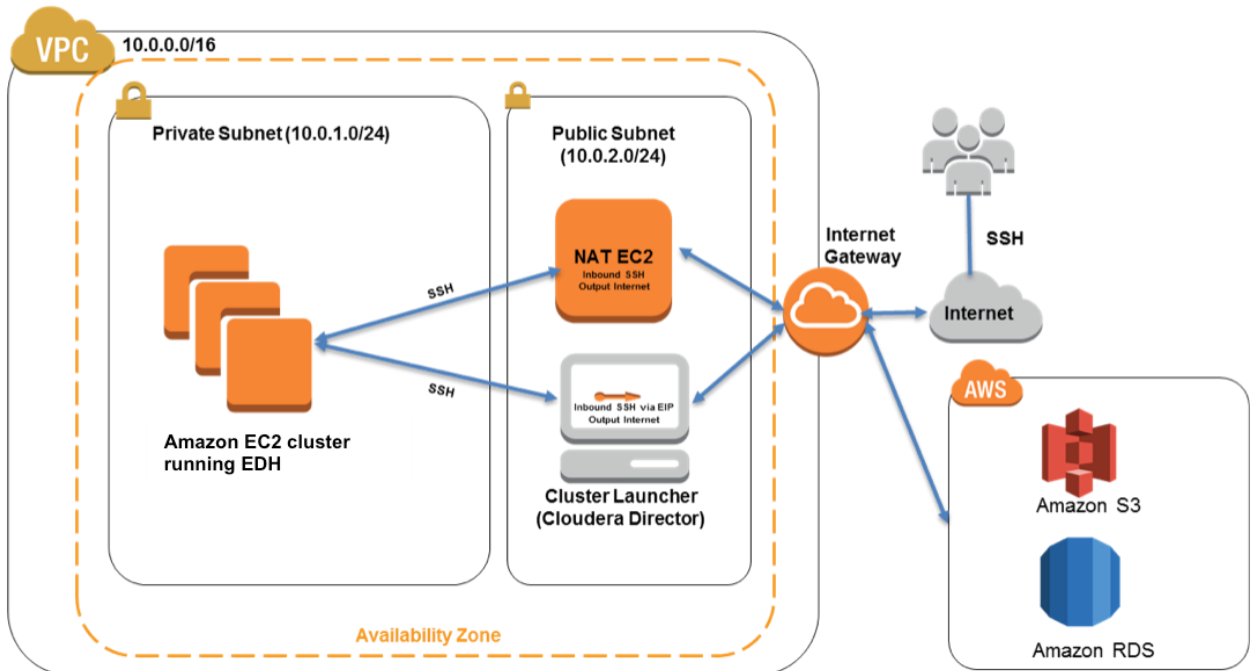 VPC
10.0.0.0/16
Private Subnet (10.0.1.0/24)
Public Subnet
(10.0.2.0/24)
NAT EC2
Inbound SSH
Output Internet
SSH
SSH
Inbound SSH via EIP
Output Internet
Amazon EC2 cluster
running EDH
Cluster Launcher
(Cloudera Director)
Availability Zone
Internet
Gateway
SSH
Internet
AWS
Amazon S3
Amazon RDS